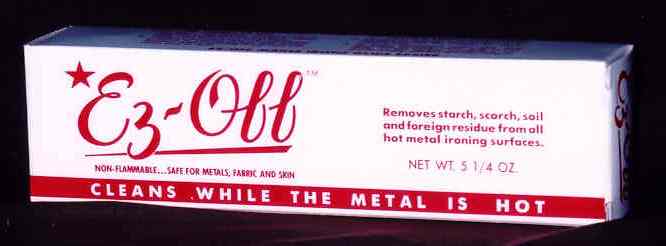 Ez-Off™
NON-FLAMMABLE...SAFE FOR METALS, FABRIC AND SKIN
Removes starch, scorch, soil
and foreign residue from all
hot metal ironing surfaces.
NET WT. 5 1/4 OZ.
CLEANS WHILE THE METAL IS HOT